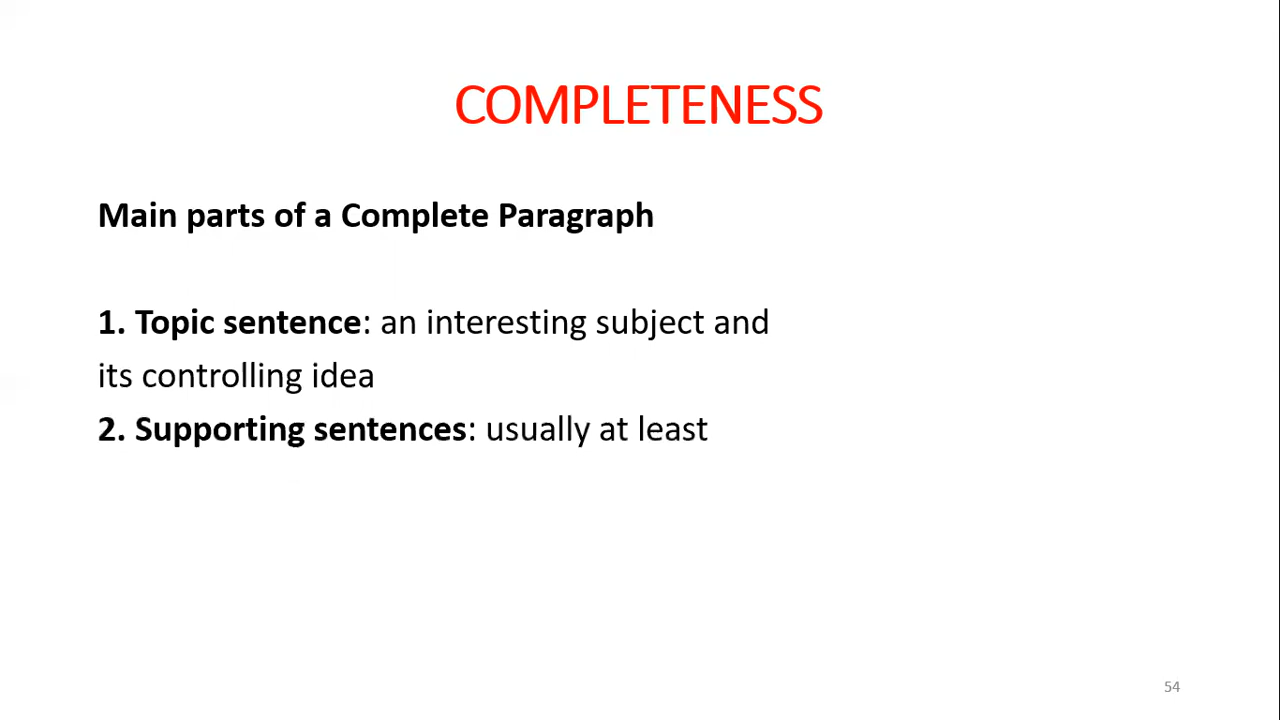 COMPLETENESS
Main parts of a Complete Paragraph
1. Topic sentence: an interesting subject and
its controlling idea
2. Supporting sentences: usually at least
54